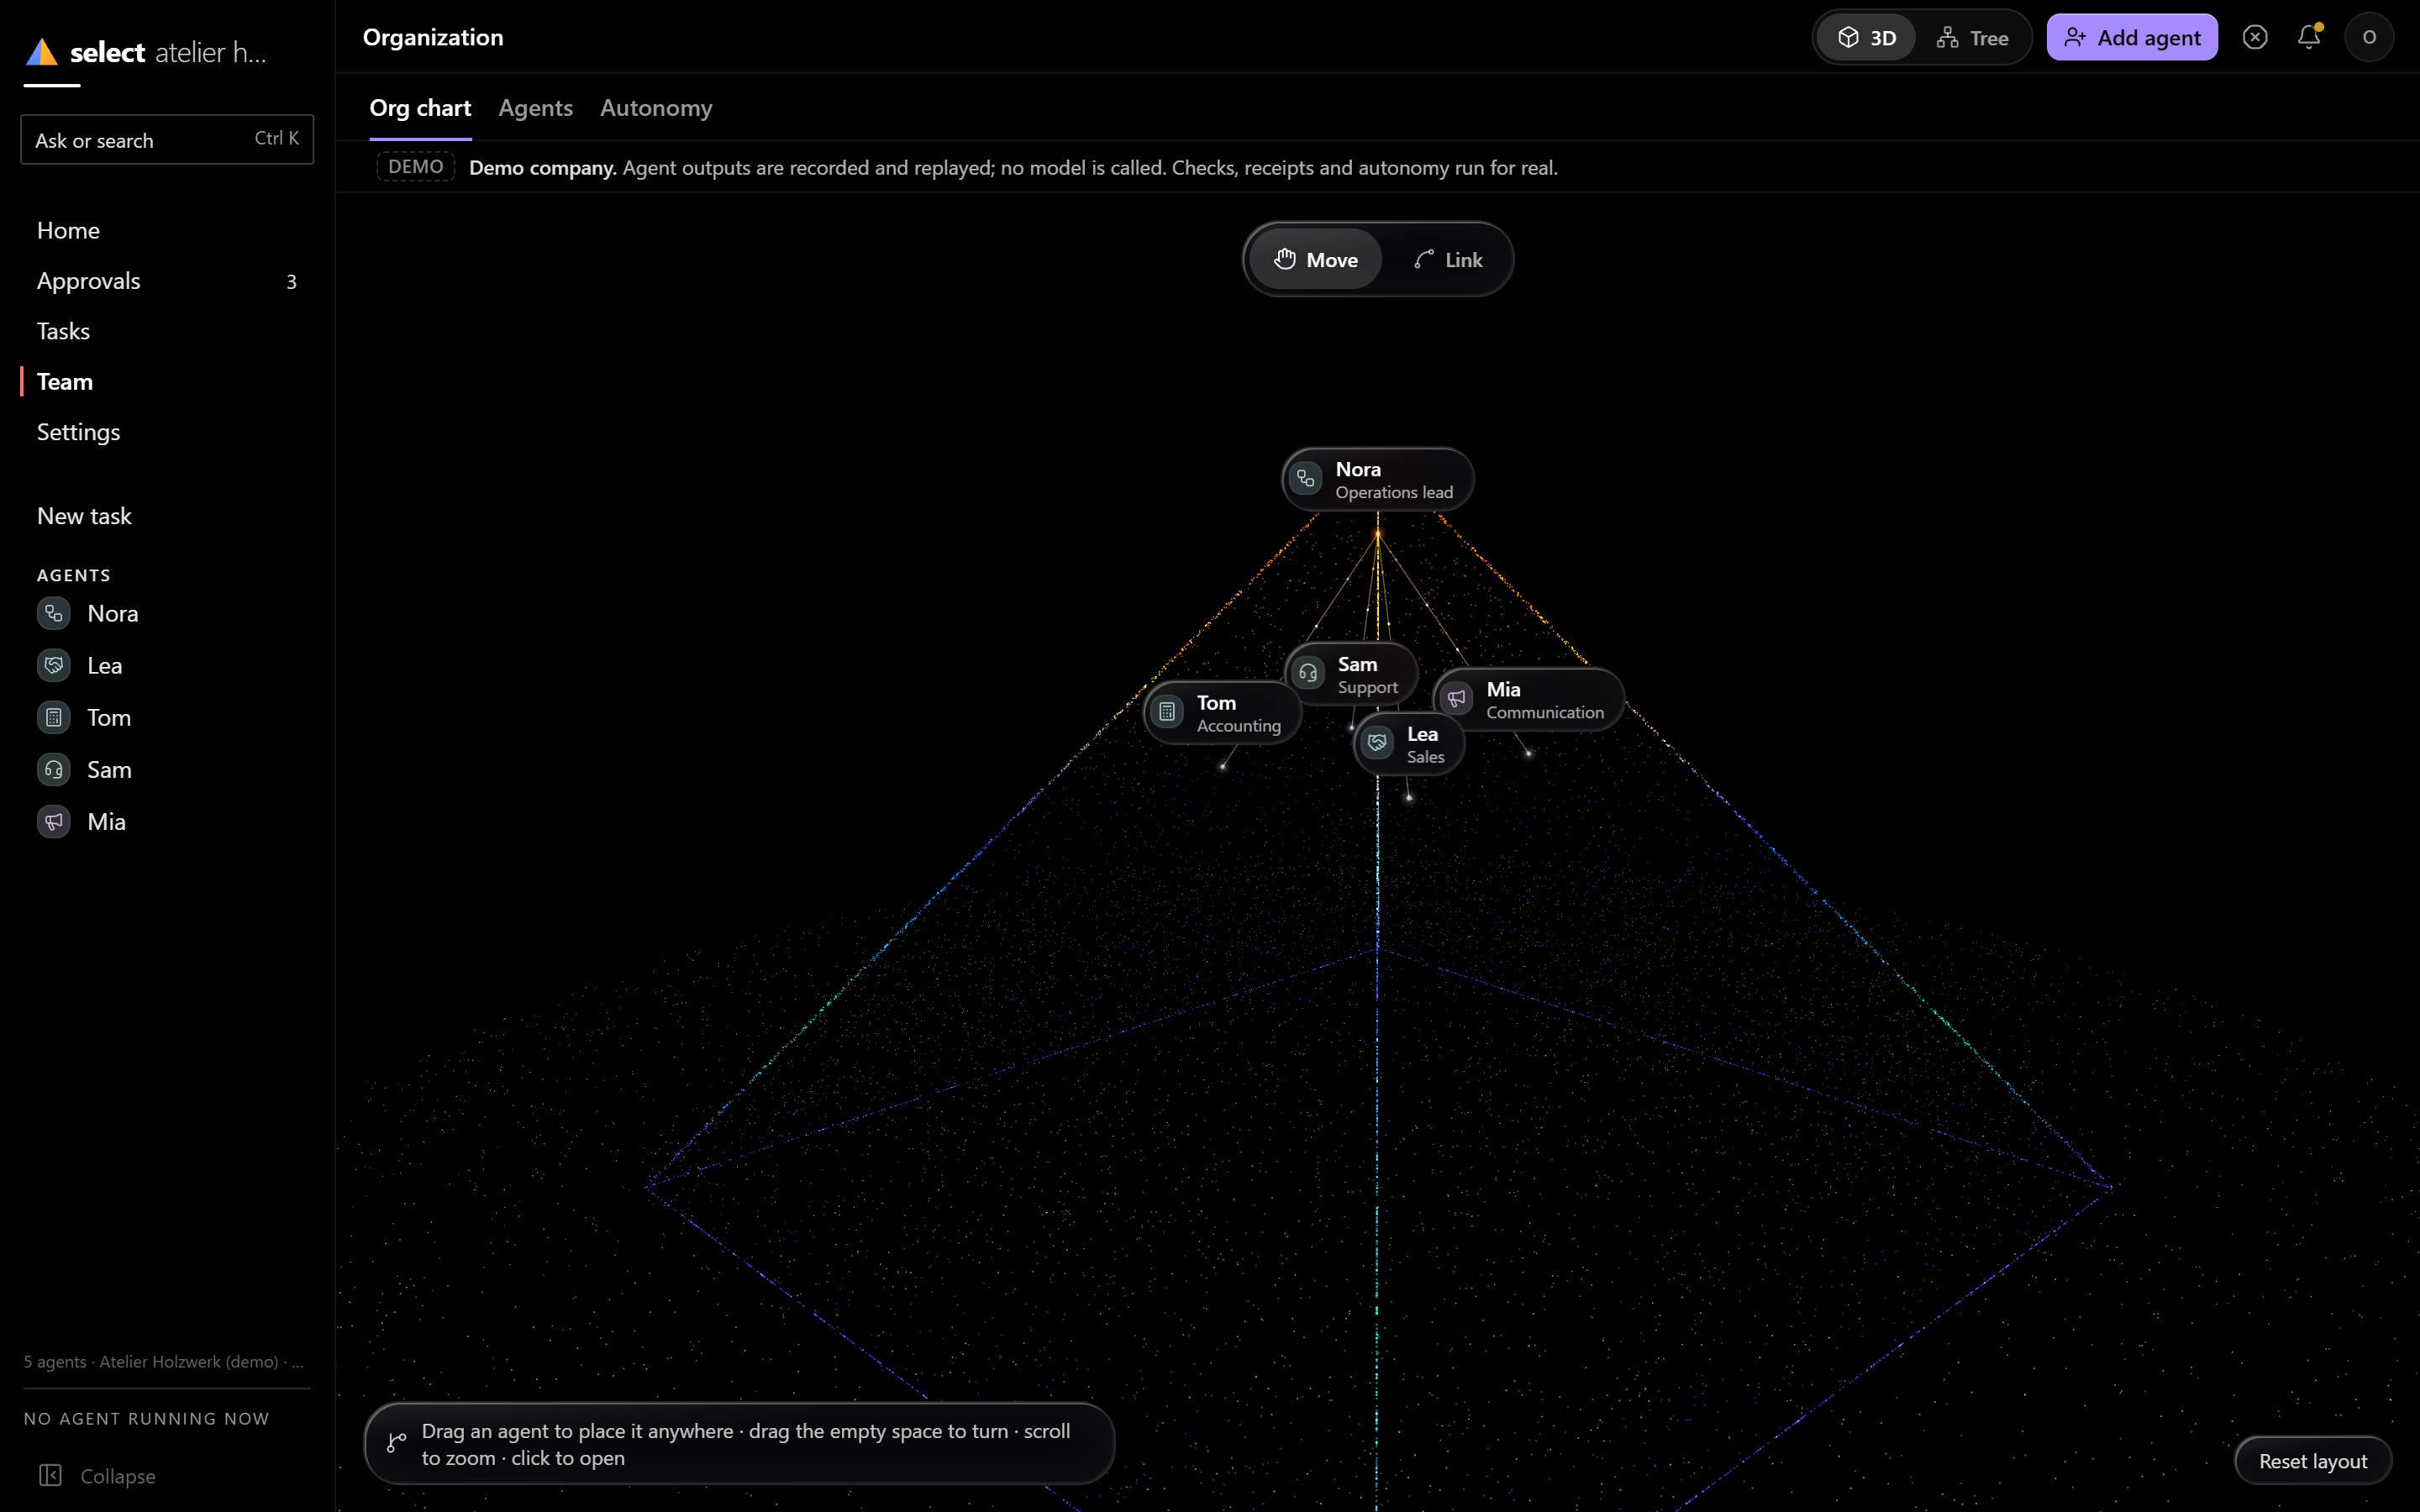 select atelier h...
Ask or search Ctrl K
Home
Approvals 3
Tasks
Team
Settings
New task
AGENTS
Nora
Lea
Tom
Sam
Mia
5 agents · Atelier Holzwerk (demo) · ...
NO AGENT RUNNING NOW
Collapse
Organization
3D Tree Add agent O
Org chart Agents Autonomy
DEMO Demo company. Agent outputs are recorded and replayed; no model is called. Checks, receipts and autonomy run for real.
Move Link
Nora
Operations lead
Sam
Support
Mia
Communication
Tom
Accounting
Lea
Sales
Drag an agent to place it anywhere · drag the empty space to turn · scroll
to zoom · click to open
Reset layout